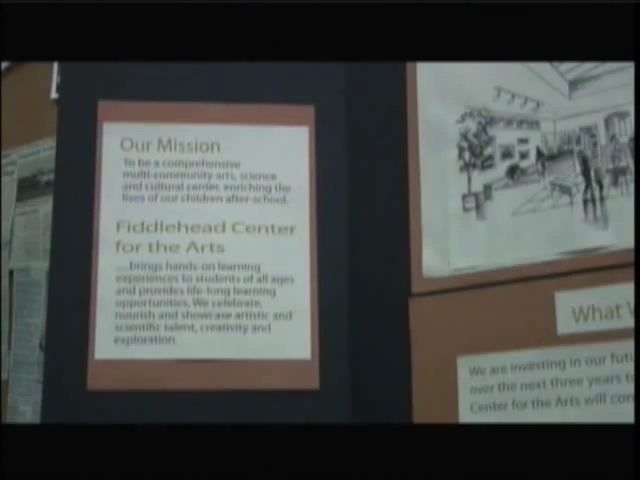 Our Mission
To be a comprehensive
multi-community arts, science
and cultural center, enriching the
lives of our children after-school.
Fiddlehead Center
for the Arts
....brings hands-on learning
experiences to students of all ages
and provides life-long learning
opportunities. We celebrate,
nourish and showcase artistic and
scientific talent, creativity and
exploration.
What
We are investing in our
over the next three years
Center for the Arts will